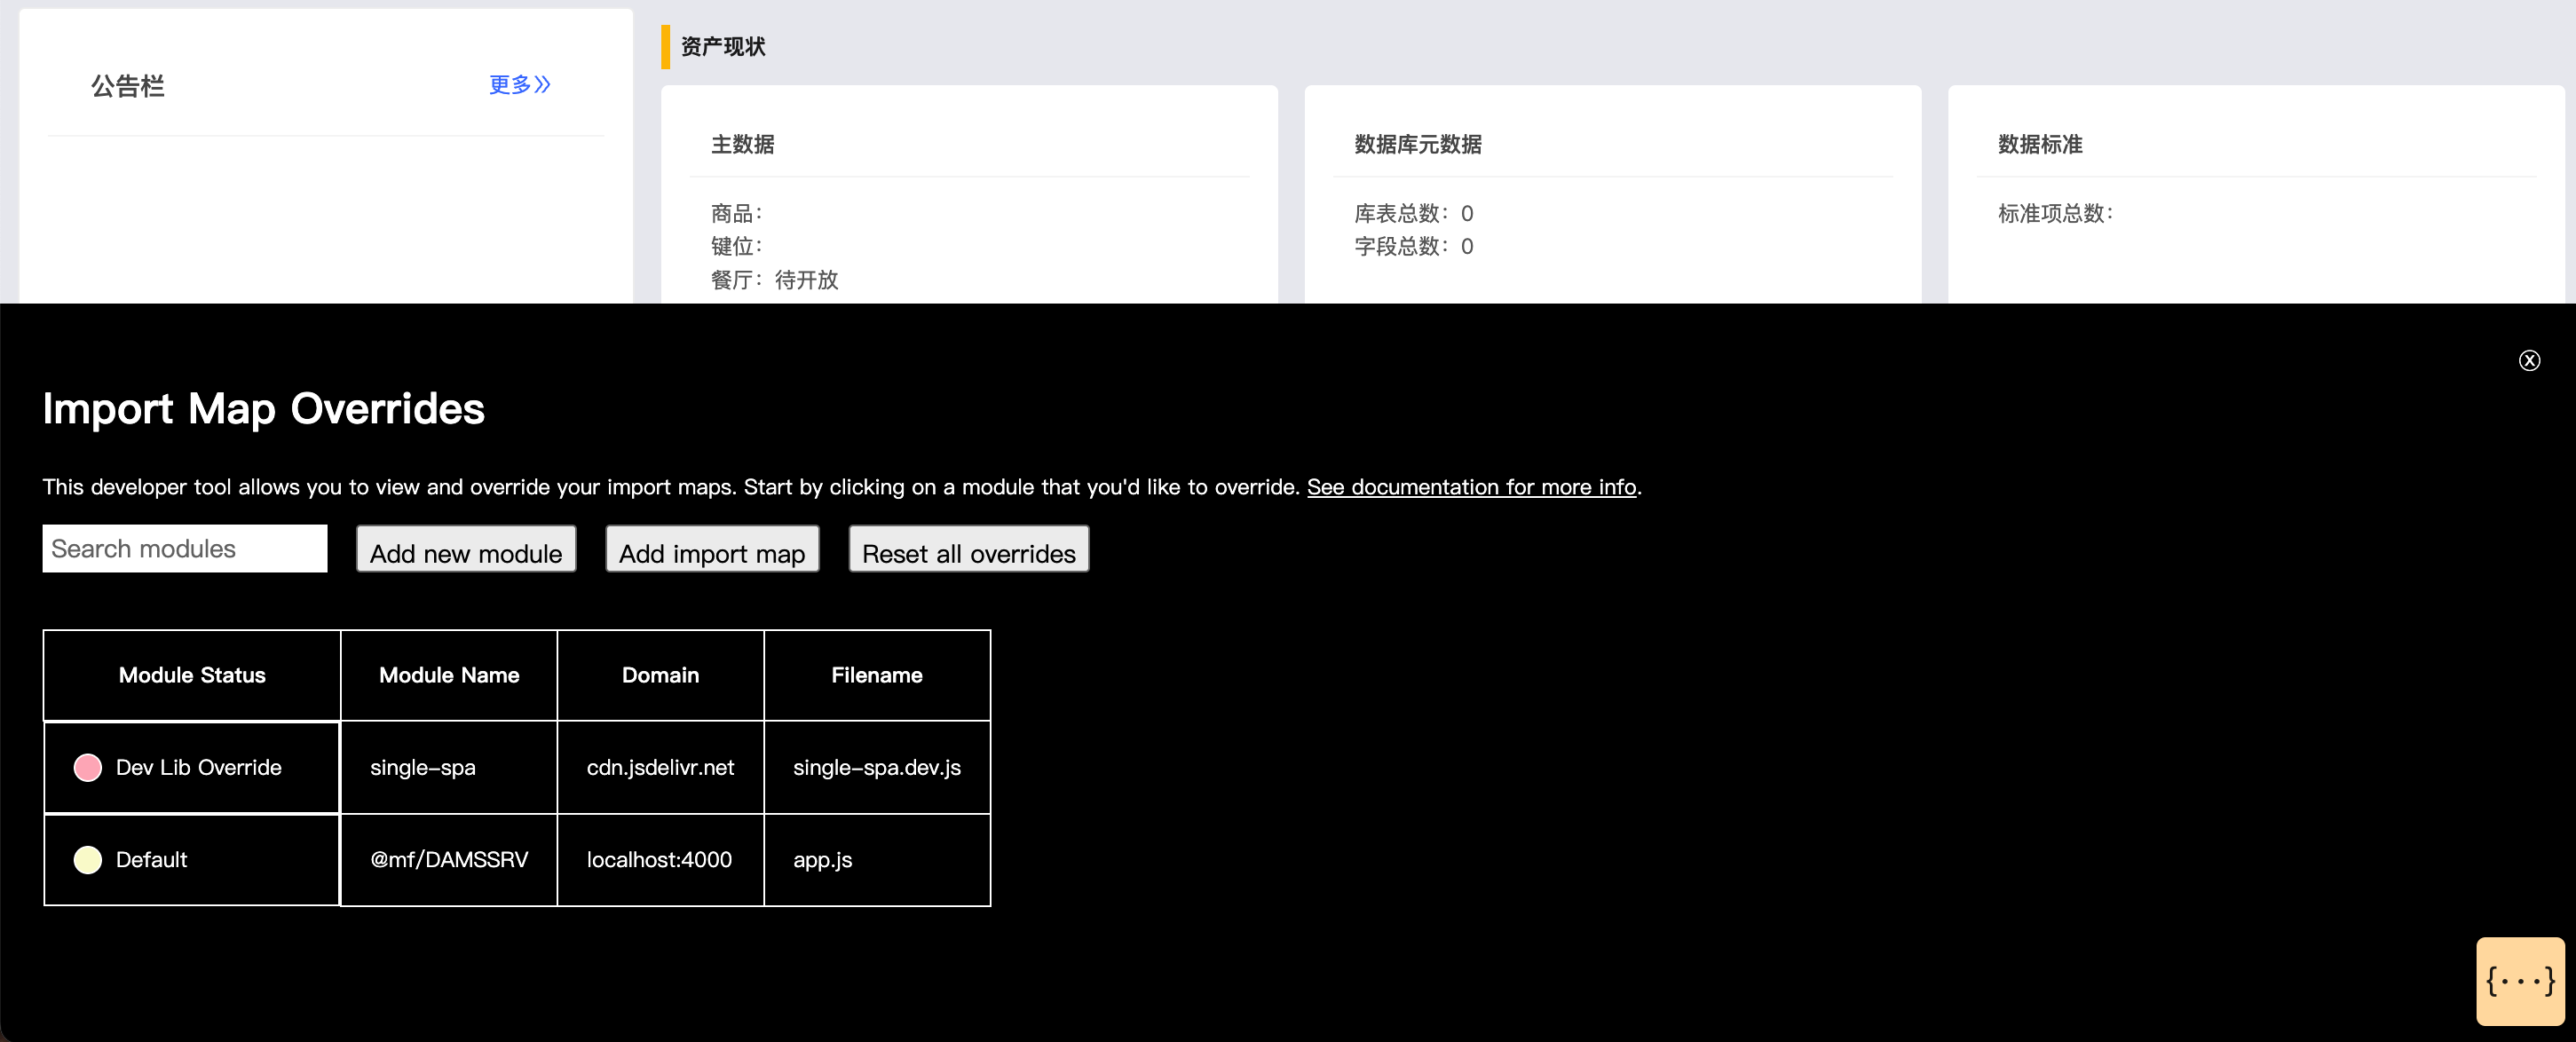 公告栏
更多
资产现状
主数据
商品：
键位：
餐厅：待开放
数据库元数据
库表总数：0
字段总数：0
数据标准
标准项总数：
Import Map Overrides
This developer tool allows you to view and override your import maps. Start by clicking on a module that you'd like to override. See documentation for more info.
Search modules
Add new module
Add import map
Reset all overrides
Module Status Module Name Domain Filename
Dev Lib Override single-spa cdn.jsdelivr.net single-spa.dev.js
Default @mf/DAMSSRV localhost:4000 app.js
{···}